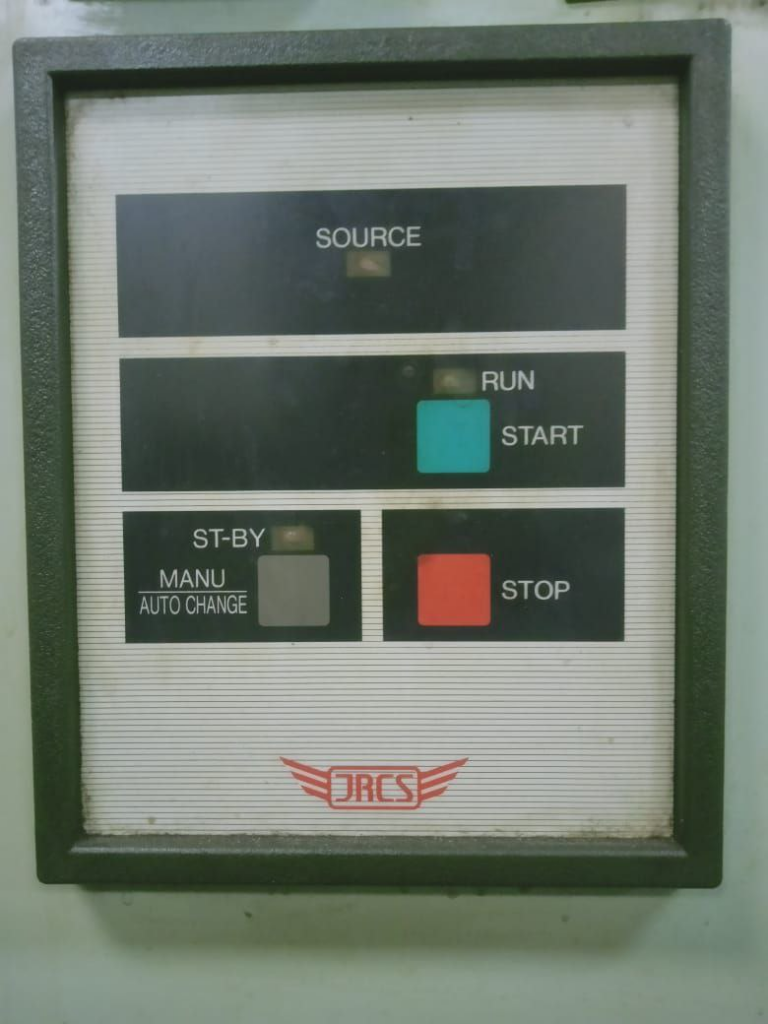 SOURCE
RUN
START
ST-BY
MANU
AUTO CHANGE
STOP
JRCS